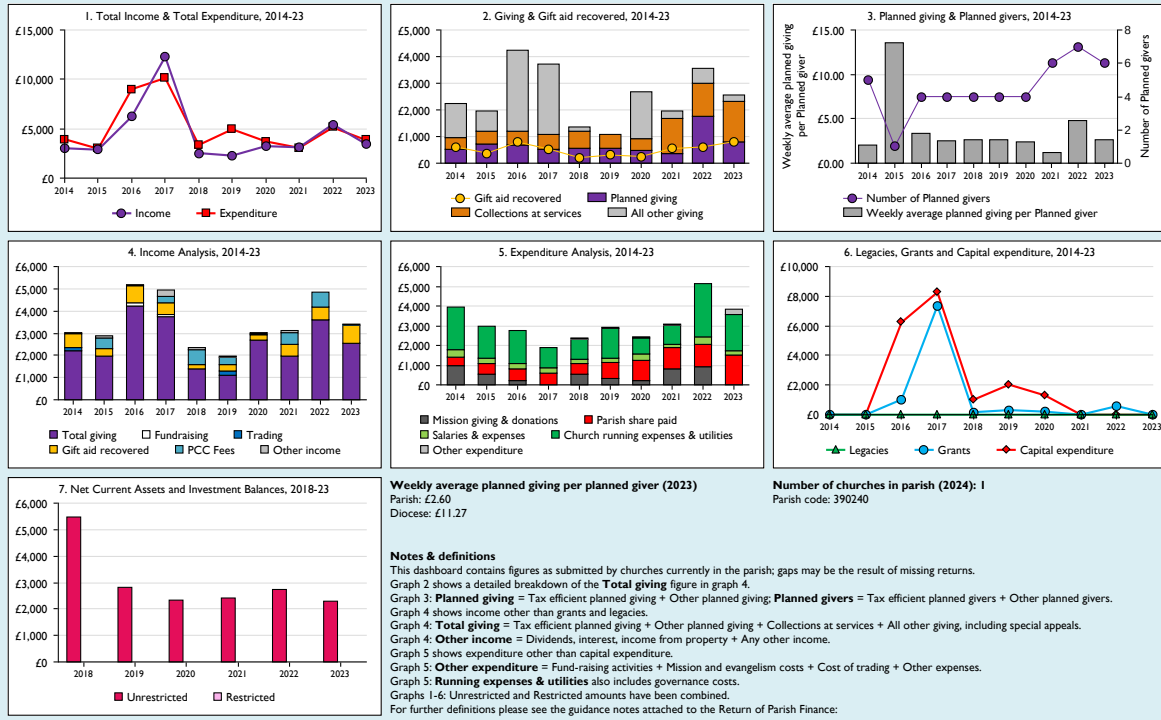 1. Total Income & Total Expenditure, 2014-23
£15,000
£10,000
£5,000
£0
2014 2015 2016 2017 2018 2019 2020 2021 2022 2023
Income Expenditure
2. Giving & Gift aid recovered, 2014-23
£5,000
£4,000
£3,000
£2,000
£1,000
£0
2014 2015 2016 2017 2018 2019 2020 2021 2022 2023
Gift aid recovered Planned giving
Collections at services All other giving
3. Planned giving & Planned givers, 2014-23
Weekly average planned giving
per Planned giver
£15.00
£10.00
£5.00
£0.00
8
6
4
2
0
Number of Planned givers
2014 2015 2016 2017 2018 2019 2020 2021 2022 2023
Number of Planned givers
Weekly average planned giving per Planned giver
4. Income Analysis, 2014-23
£6,000
£5,000
£4,000
£3,000
£2,000
£1,000
£0
2014 2015 2016 2017 2018 2019 2020 2021 2022 2023
Total giving Fundraising Trading
Gift aid recovered PCC Fees Other income
5. Expenditure Analysis, 2014-23
£6,000
£5,000
£4,000
£3,000
£2,000
£1,000
£0
2014 2015 2016 2017 2018 2019 2020 2021 2022 2023
Mission giving & donations Parish share paid
Salaries & expenses Church running expenses & utilities
Other expenditure
6. Legacies, Grants and Capital expenditure, 2014-23
£10,000
£8,000
£6,000
£4,000
£2,000
£0
2014 2015 2016 2017 2018 2019 2020 2021 2022 2023
Legacies Grants Capital expenditure
7. Net Current Assets and Investment Balances, 2018-23
£6,000
£5,000
£4,000
£3,000
£2,000
£1,000
£0
2018 2019 2020 2021 2022 2023
Unrestricted Restricted
Weekly average planned giving per planned giver (2023)
Parish: £2.60
Diocese: £11.27
Number of churches in parish (2024): 1
Parish code: 390240
Notes & definitions
This dashboard contains figures as submitted by churches currently in the parish; gaps may be the result of missing returns.
Graph 2 shows a detailed breakdown of the Total giving figure in graph 4.
Graph 3: Planned giving = Tax efficient planned giving + Other planned giving; Planned givers = Tax efficient planned givers + Other planned givers.
Graph 4 shows income other than grants and legacies.
Graph 4: Total giving = Tax efficient planned giving + Other planned giving + Collections at services + All other giving, including special appeals.
Graph 4: Other income = Dividends, interest, income from property + Any other income.
Graph 5 shows expenditure other than capital expenditure.
Graph 5: Other expenditure = Fund-raising activities + Mission and evangelism costs + Cost of trading + Other expenses.
Graph 5: Running expenses & utilities also includes governance costs.
Graphs 1-6: Unrestricted and Restricted amounts have been combined.
For further definitions please see the guidance notes attached to the Return of Parish Finance: